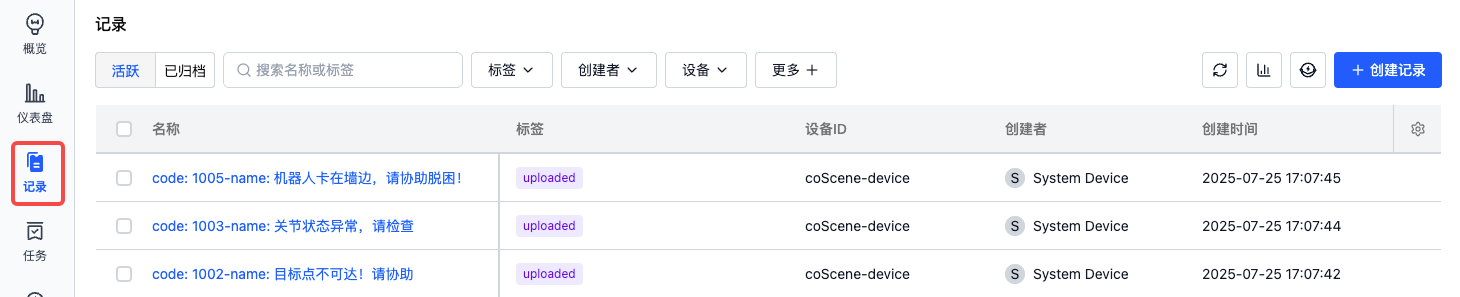 概览
仪表盘
记录
任务
记录
活跃 已归档 搜索名称或标签 标签 创建者 设备 更多 + + 创建记录
名称 标签 设备ID 创建者 创建时间
code: 1005-name: 机器人卡在墙边，请协助脱困！ uploaded coScene-device S System Device 2025-07-25 17:07:45
code: 1003-name: 关节状态异常，请检查 uploaded coScene-device S System Device 2025-07-25 17:07:44
code: 1002-name: 目标点不可达！请协助 uploaded coScene-device S System Device 2025-07-25 17:07:42